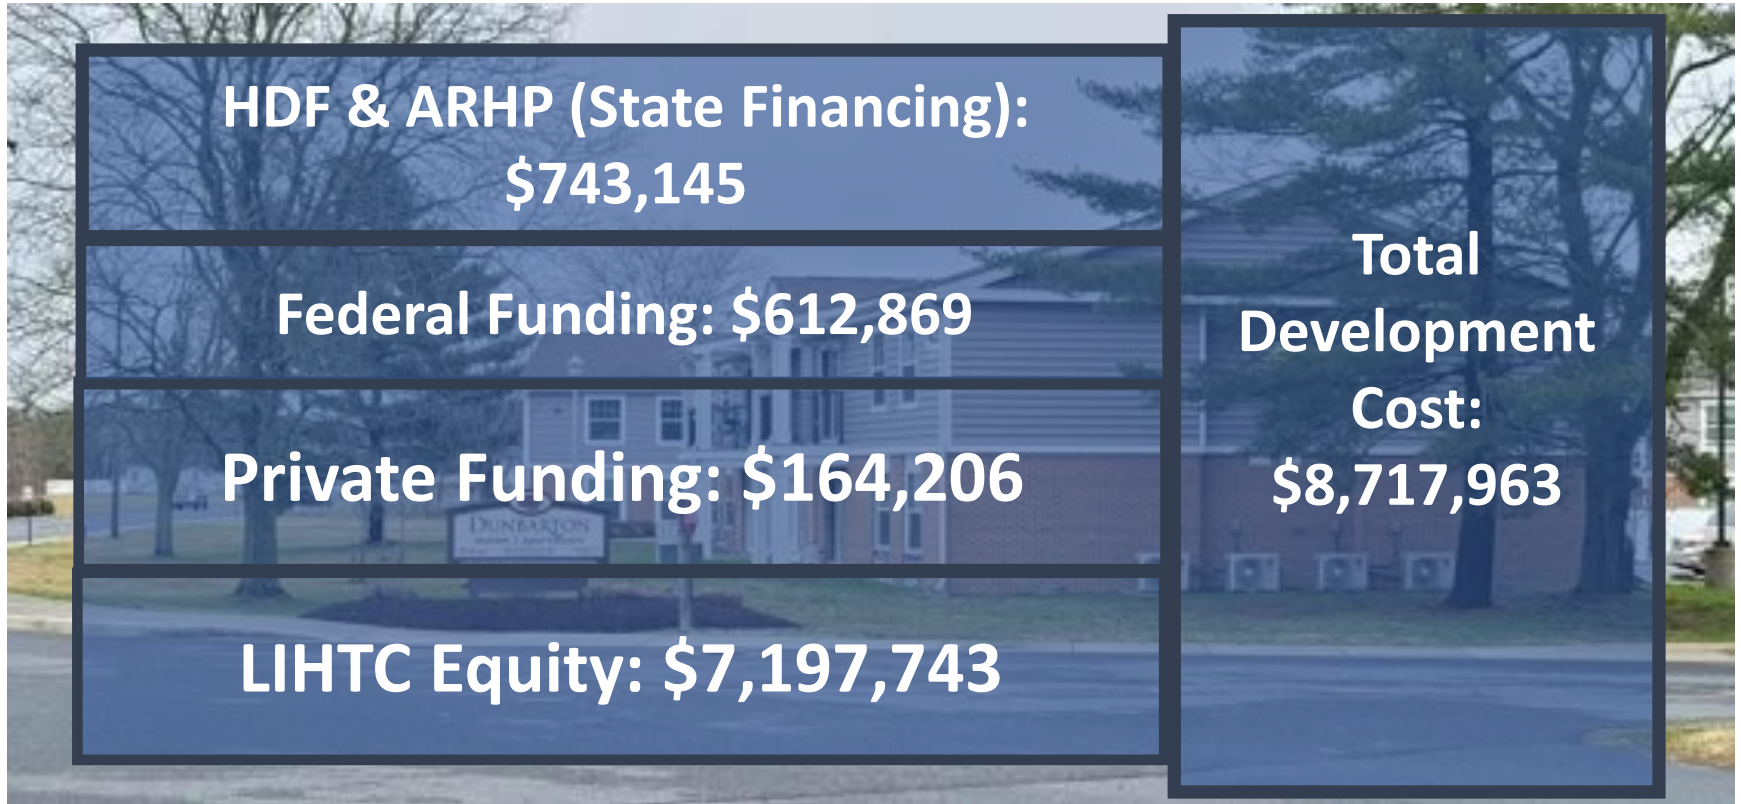 HDF & ARHP (State Financing):
$743,145
Federal Funding: $612,869
Private Funding: $164,206
DUNBARTON
LIHTC Equity: $7,197,743
Total
Development
Cost:
$8,717,963